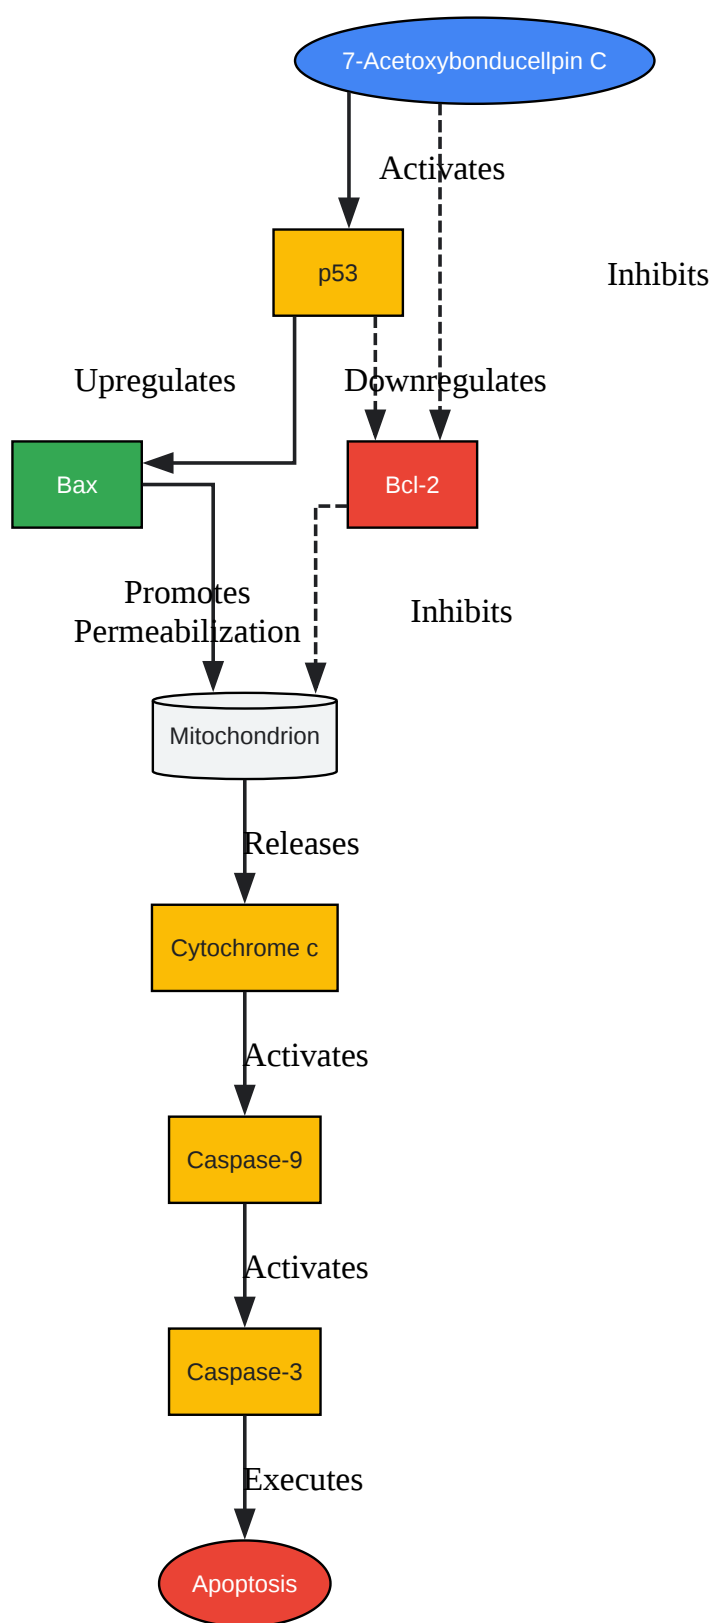 7-Acetoxybonducellpin C
Activates
p53
Inhibits
Upregulates
Downregulates
Bax
Bcl-2
Promotes
Permeabilization
Inhibits
Mitochondrion
Releases
Cytochrome c
Activates
Caspase-9
Activates
Caspase-3
Executes
Apoptosis